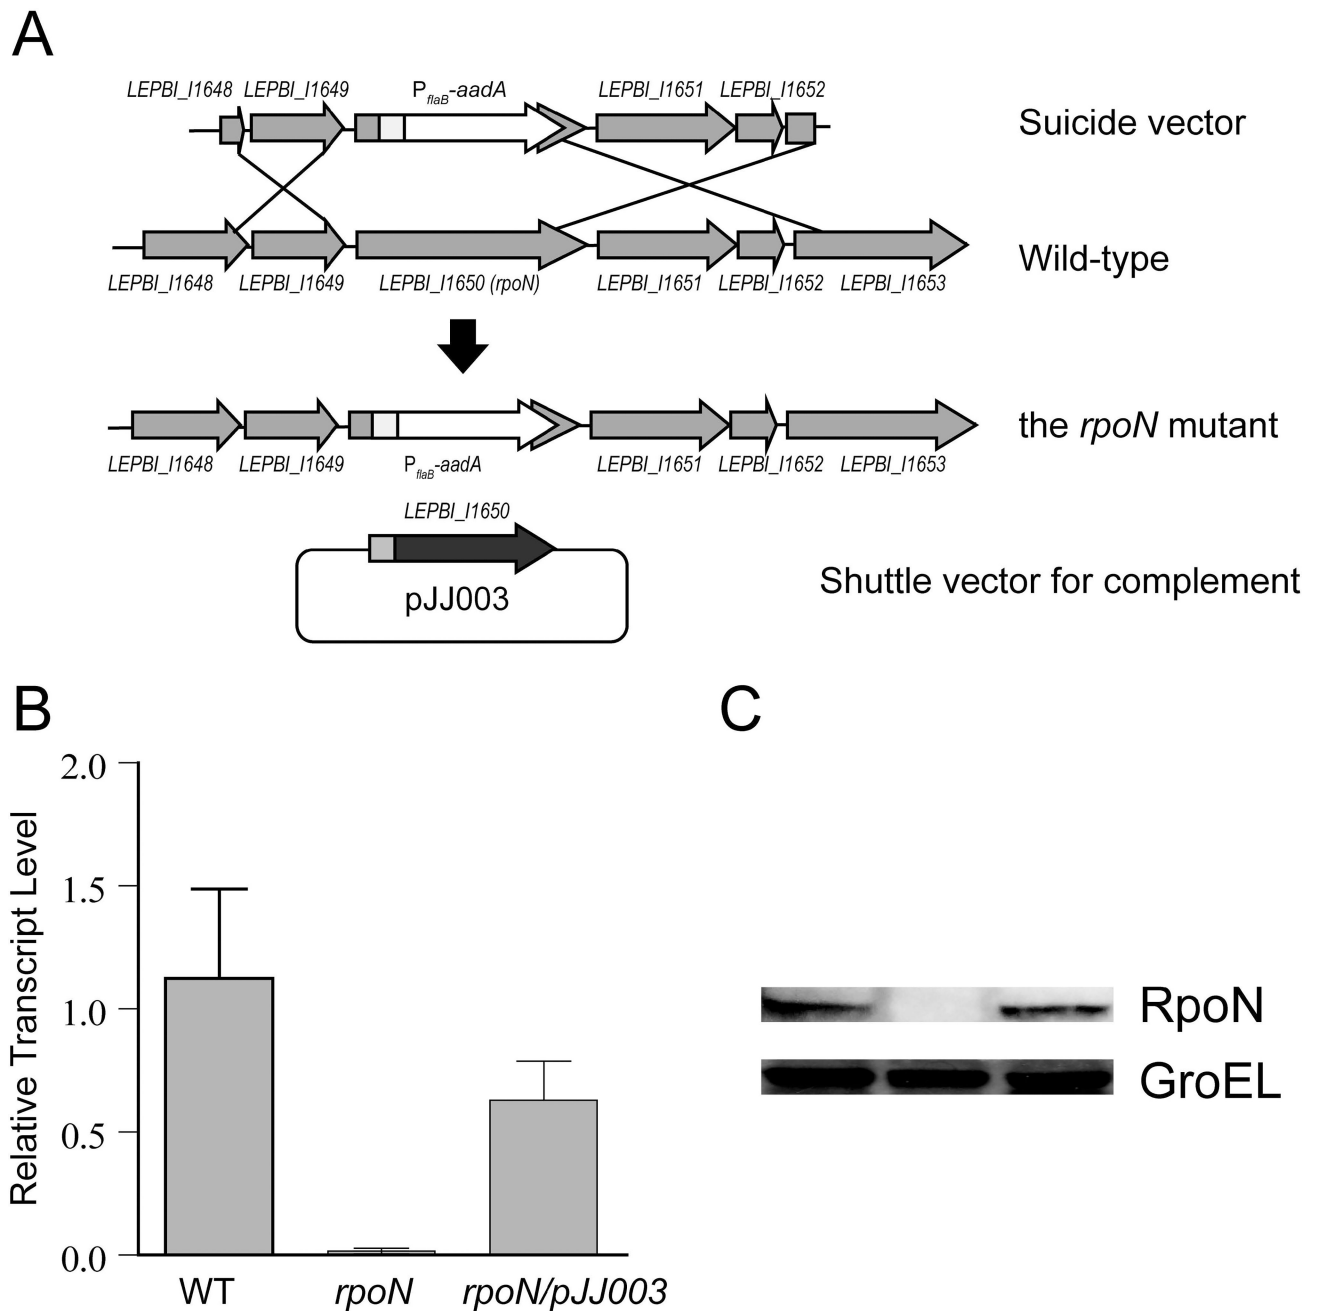 A
LEPBI_I1648 LEPBI_I1649 PflaB-aadA LEPBI_I1651 LEPBI_I1652
Suicide vector
Wild-type
LEPBI_I1648 LEPBI_I1649 LEPBI_I1650 (rpoN) LEPBI_I1651 LEPBI_I1652 LEPBI_I1653
the rpoN mutant
LEPBI_I1648 LEPBI_I1649 PflaB-aadA LEPBI_I1651 LEPBI_I1652 LEPBI_I1653
LEPBI_I1650
pJJ003
Shuttle vector for complement
B
Relative Transcript Level
2.0
1.5
1.0
0.5
0.0
WT rpoN rpoN/pJJ003
C
RpoN
GroEL